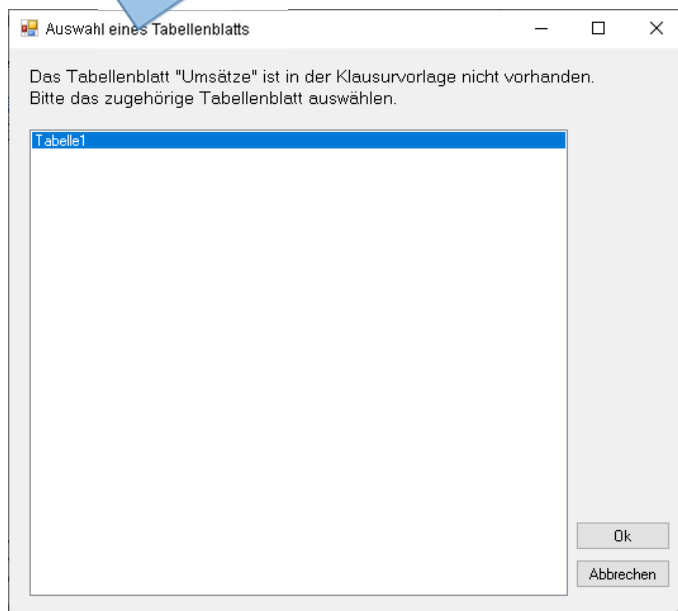 Auswahl eines Tabellenblatts
Das Tabellenblatt "Umsätze" ist in der Klausurvorlage nicht vorhanden.
Bitte das zugehörige Tabellenblatt auswählen.
Tabelle1
Ok
Abbrechen